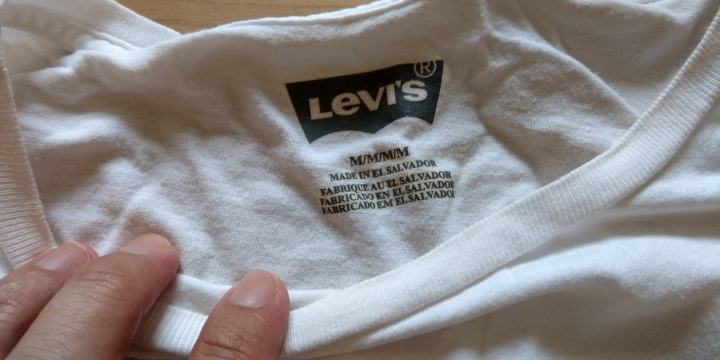 Levi's®
M/M/M/M
MADE IN EL SALVADOR
FABRIQUE AU EL SALVADOR
FABRICADO EN EL SALVADOR
FABRICADO EM EL SALVADOR